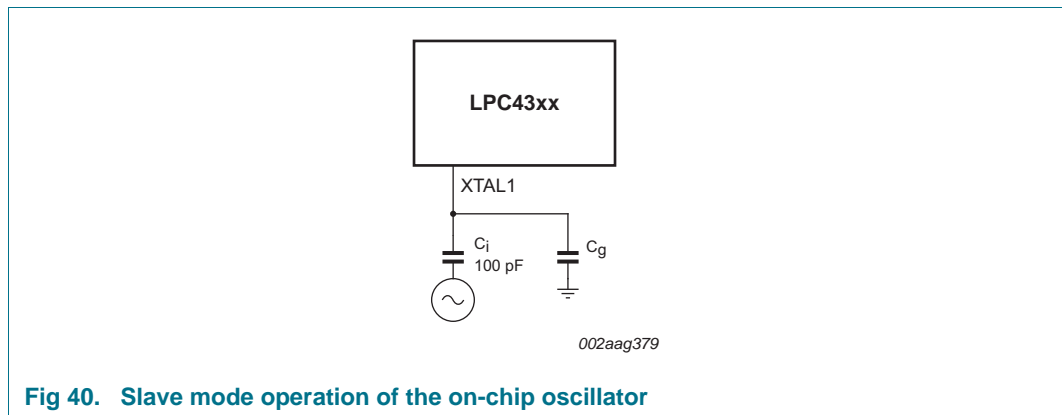 LPC43xx
XTAL1
Ci
100 pF
Cg
002aag379
Fig 40. Slave mode operation of the on-chip oscillator